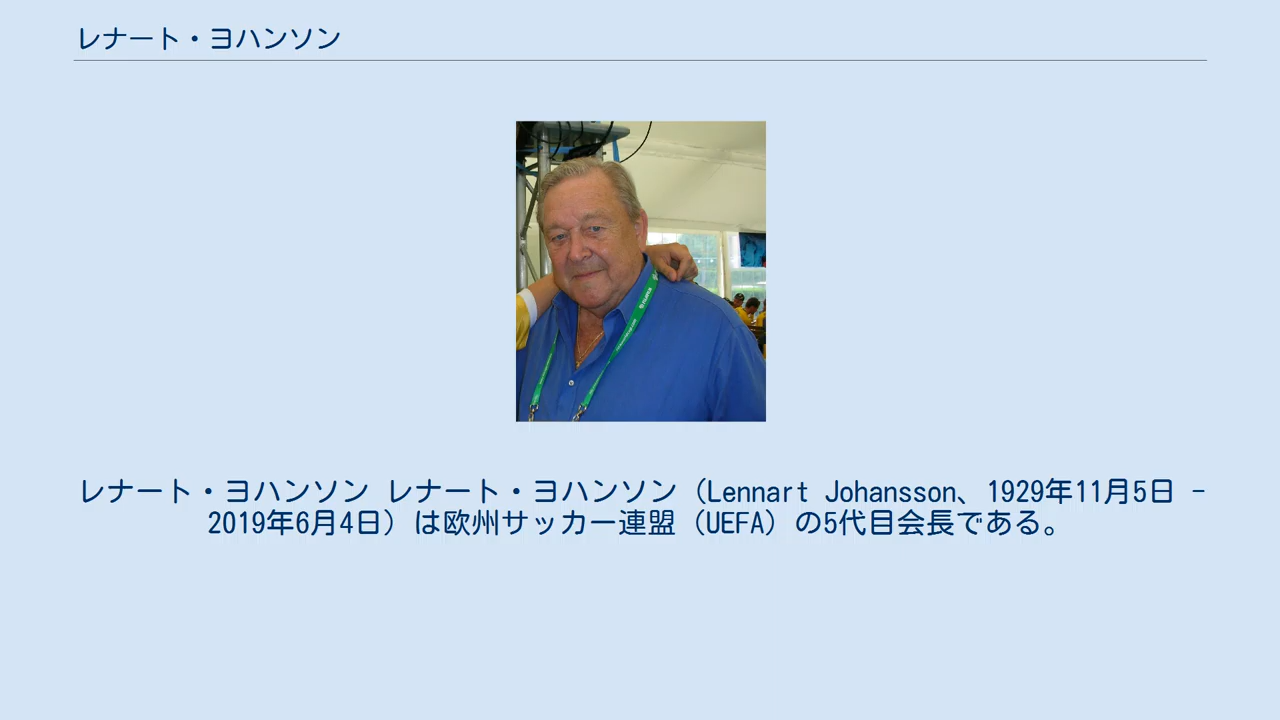 レナート・ヨハンソン
レナート・ヨハンソン レナート・ヨハンソン（Lennart Johansson、1929年11月5日 -
2019年6月4日）は欧州サッカー連盟（UEFA）の5代目会長である。